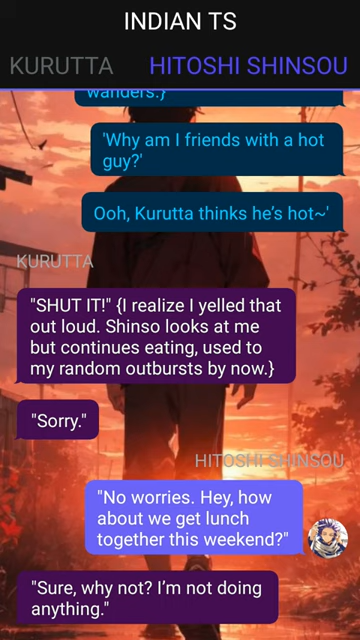 INDIAN TS
KURUTTA HITOSHI SHINSOU
wanders.}
'Why am I friends with a hot
guy?'
Ooh, Kurutta thinks he's hot~'
KURUTTA
"SHUT IT!" {I realize I yelled that
out loud. Shinso looks at me
but continues eating, used to
my random outbursts by now.}
"Sorry."
HITOSHI SHINSOU
"No worries. Hey, how
about we get lunch
together this weekend?"
"Sure, why not? I'm not doing
anything."